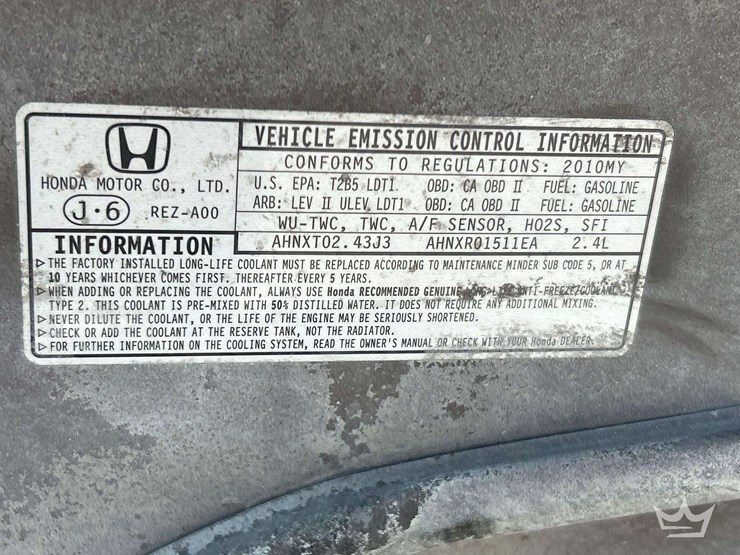 VEHICLE EMISSION CONTROL INFORMATION
CONFORMS TO REGULATIONS: 2010MY
HONDA MOTOR CO., LTD.
J·6 REZ-A00
U.S. EPA: T2B5 LDT1 OBD: CA OBD II FUEL: GASOLINE
ARB: LEV II ULEV LDT1 OBD: CA OBD II FUEL: GASOLINE
WU-TWC, TWC, A/F SENSOR, HO2S, SFI
AHNXT02.43J3 AHNXR01511EA 2.4L
INFORMATION
▷THE FACTORY INSTALLED LONG-LIFE COOLANT MUST BE REPLACED ACCORDING TO MAINTENANCE MINDER SUB CODE 5, OR AT
10 YEARS WHICHEVER COMES FIRST. THEREAFTER EVERY 5 YEARS.
▷WHEN ADDING OR REPLACING THE COOLANT, ALWAYS USE Honda RECOMMENDED GENUINE LONG-LIFE ANTI-FREEZE/COOLANT
TYPE 2. THIS COOLANT IS PRE-MIXED WITH 50% DISTILLED WATER. IT DOES NOT REQUIRE ANY ADDITIONAL MIXING.
▷NEVER DILUTE THE COOLANT, OR THE LIFE OF THE ENGINE MAY BE SERIOUSLY SHORTENED.
▷CHECK OR ADD THE COOLANT AT THE RESERVE TANK, NOT THE RADIATOR.
▷FOR FURTHER INFORMATION ON THE COOLING SYSTEM, READ THE OWNER'S MANUAL OR CHECK WITH YOUR Honda DEALER.